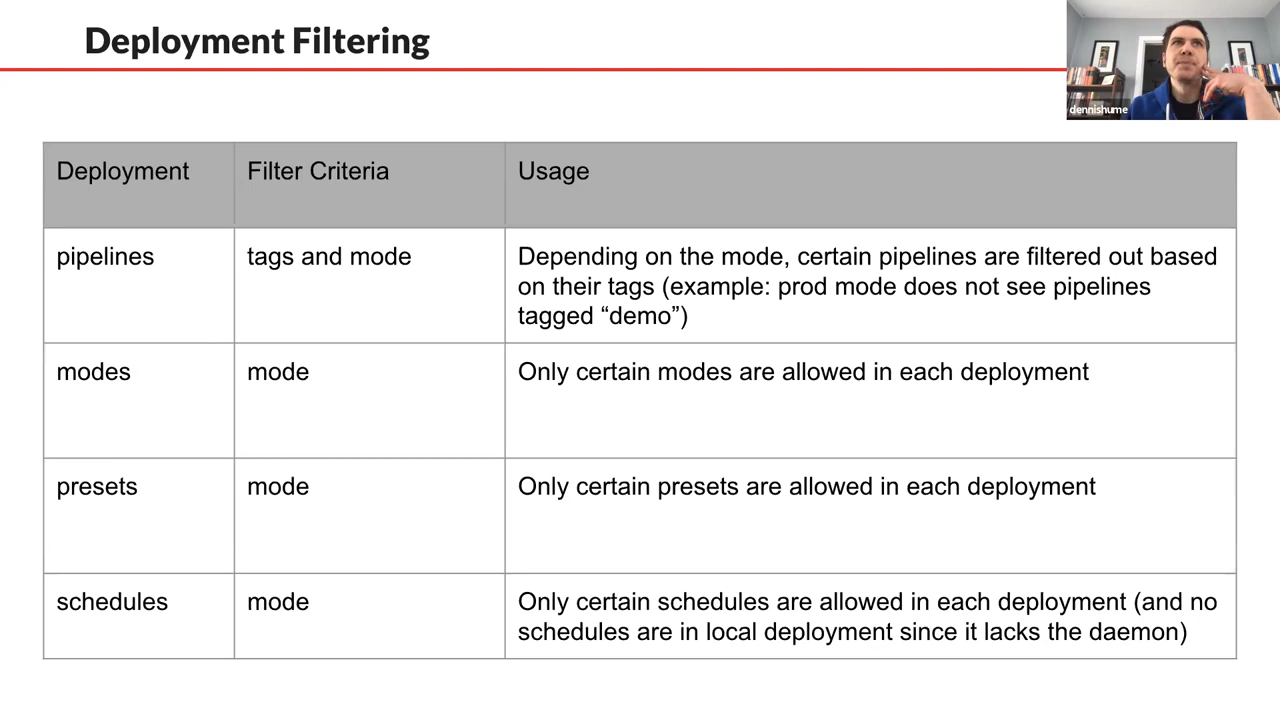 Deployment Filtering
dennishume
Deployment
Filter Criteria
Usage
pipelines
tags and mode
Depending on the mode, certain pipelines are filtered out based
on their tags (example: prod mode does not see pipelines
tagged “demo”)
modes
mode
Only certain modes are allowed in each deployment
presets
mode
Only certain presets are allowed in each deployment
schedules
mode
Only certain schedules are allowed in each deployment (and no
schedules are in local deployment since it lacks the daemon)